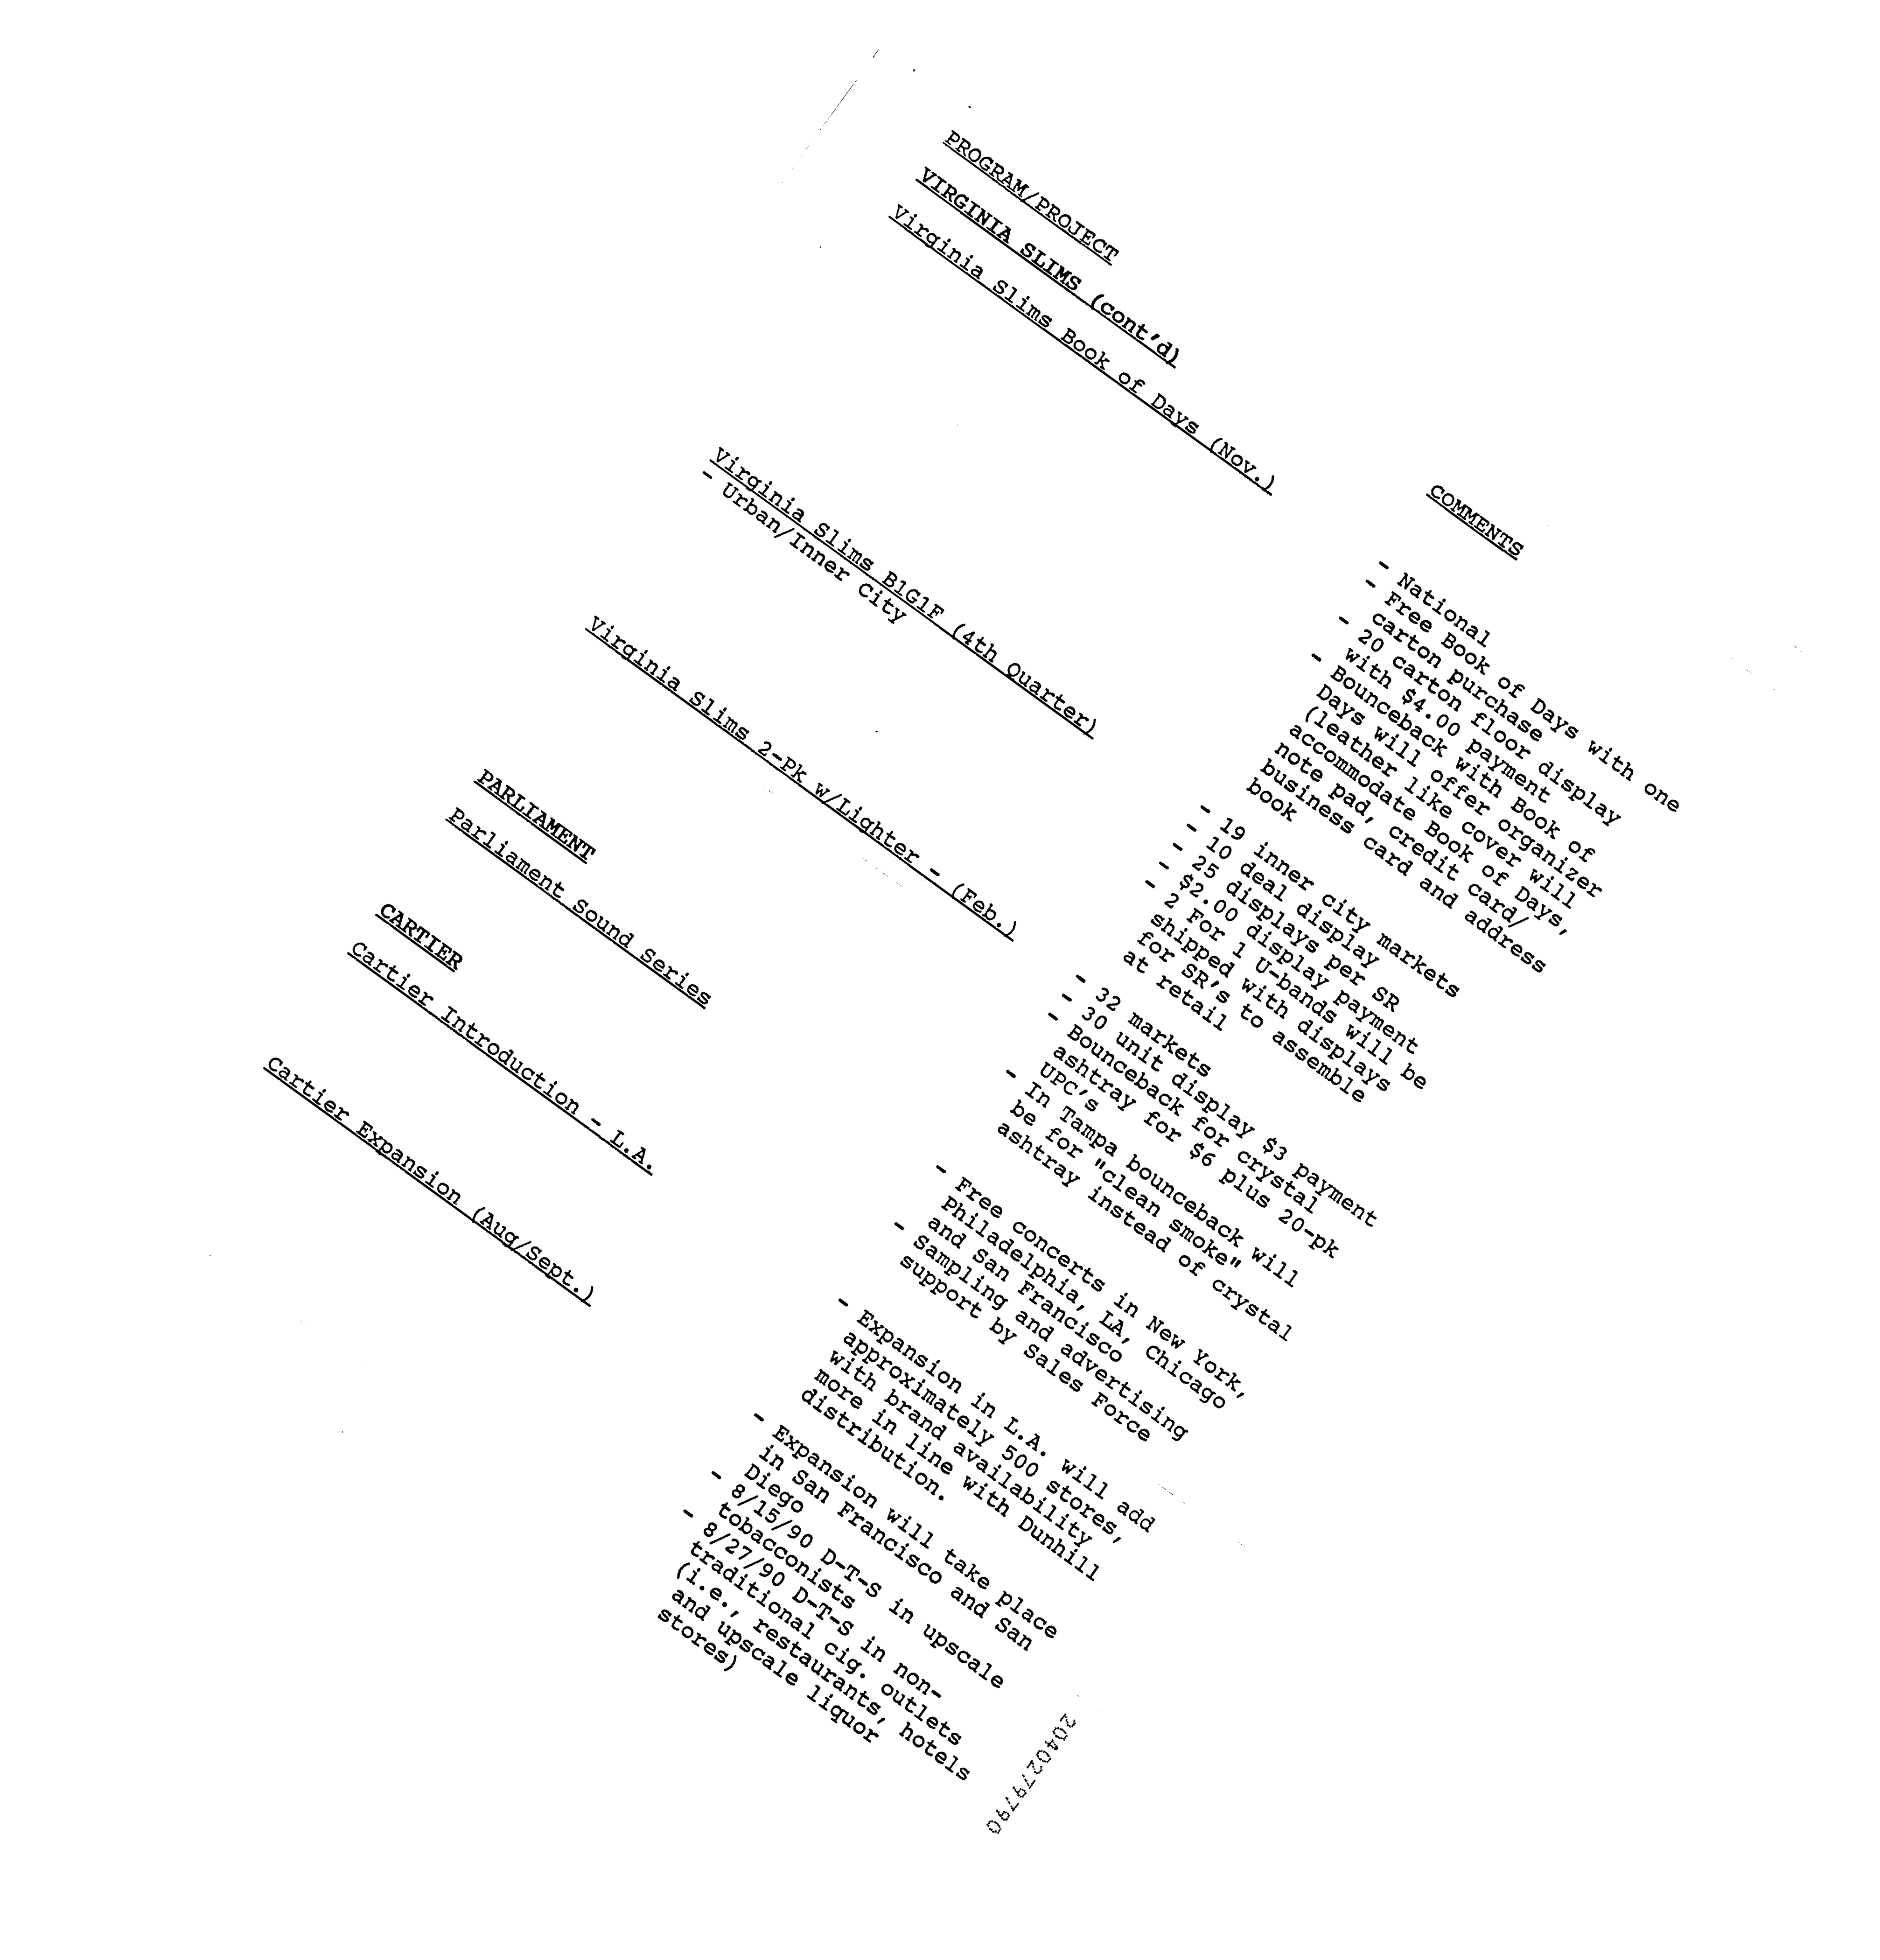 PROGRAM/PROJECT
COMMENTS
VIRGINIA SLIMS (cont'd)
Virginia Slims Book of Days (Nov.)
- National
- Free Book of Days with one
carton purchase
- 20 carton floor display
with $4.00 payment
- Bounceback with Book of
Days will offer organizer
(leather like cover will
accommodate Book of Days,
note pad, credit card/
business card and address
book
Virginia Slims B1G1F (4th Quarter)
- Urban/Inner City
- 19 inner city markets
- 10 deal display
- 25 displays per SR
- $2.00 display payment
- 2 For 1 U-bands will be
shipped with displays
for SR's to assemble
at retail
Virginia Slims 2-Pk w/Lighter - (Feb.)
- 32 markets
- 30 unit display $3 payment
- Bounceback for crystal
ashtray for $6 plus 20-pk
UPC's
- In Tampa bounceback will
be for "clean smoke"
ashtray instead of crystal
PARLIAMENT
Parliament Sound Series
- Free concerts in New York,
Philadelphia, LA, Chicago
and San Francisco
- Sampling and advertising
support by Sales Force
CARTIER
Cartier Introduction - L.A.
- Expansion in L.A. will add
approximately 500 stores,
with brand availability
more in line with Dunhill
distribution.
Cartier Expansion (Aug/Sept.)
- Expansion will take place
in San Francisco and San
Diego
- 8/15/90 D-T-S in upscale
tobacconists
- 8/27/90 D-T-S in non-
traditional cig. outlets
(i.e., restaurants, hotels
and upscale liquor
stores)
2040279790